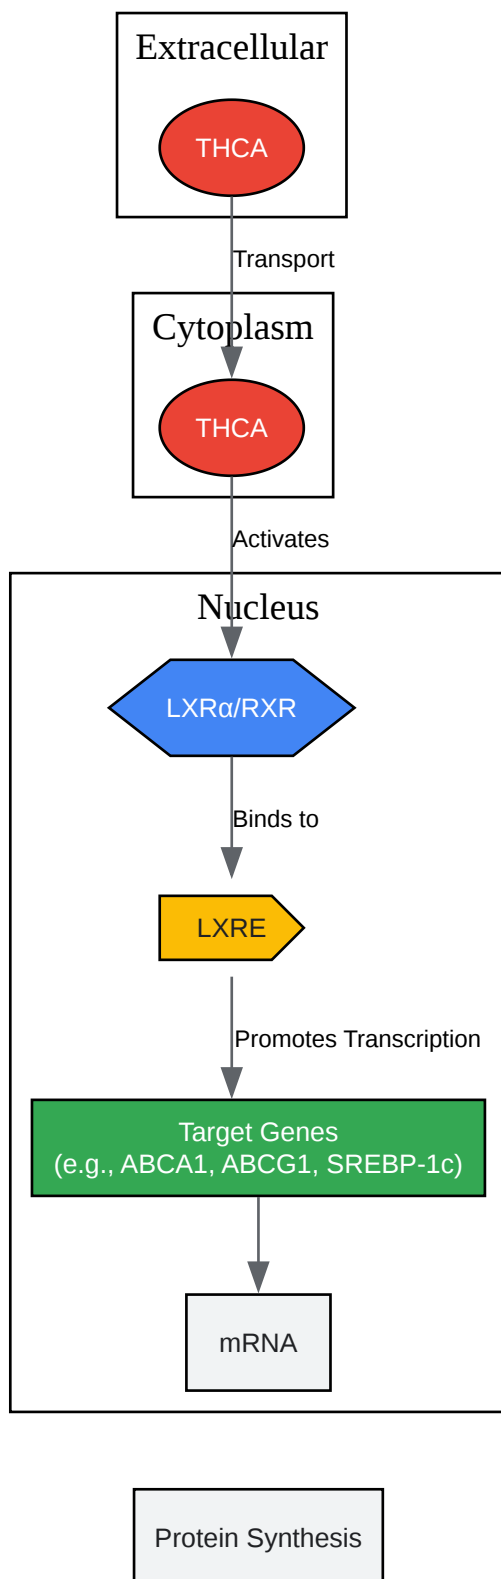 Extracellular
THCA
Transport
Cytoplasm
THCA
Activates
Nucleus
LXRα/RXR
Binds to
LXRE
Promotes Transcription
Target Genes
(e.g., ABCA1, ABCG1, SREBP-1c)
mRNA
Protein Synthesis